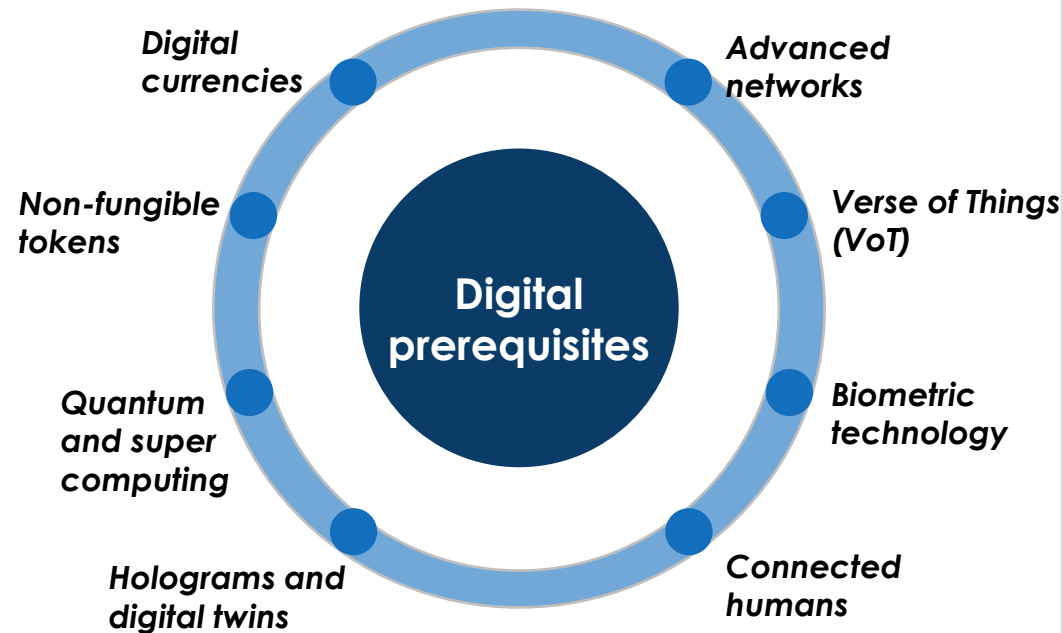 Digital
currencies
Advanced
networks
Non-fungible
tokens
Verse of Things
(VoT)
Digital
prerequisites
Quantum
and super
computing
Biometric
technology
Holograms and
digital twins
Connected
humans